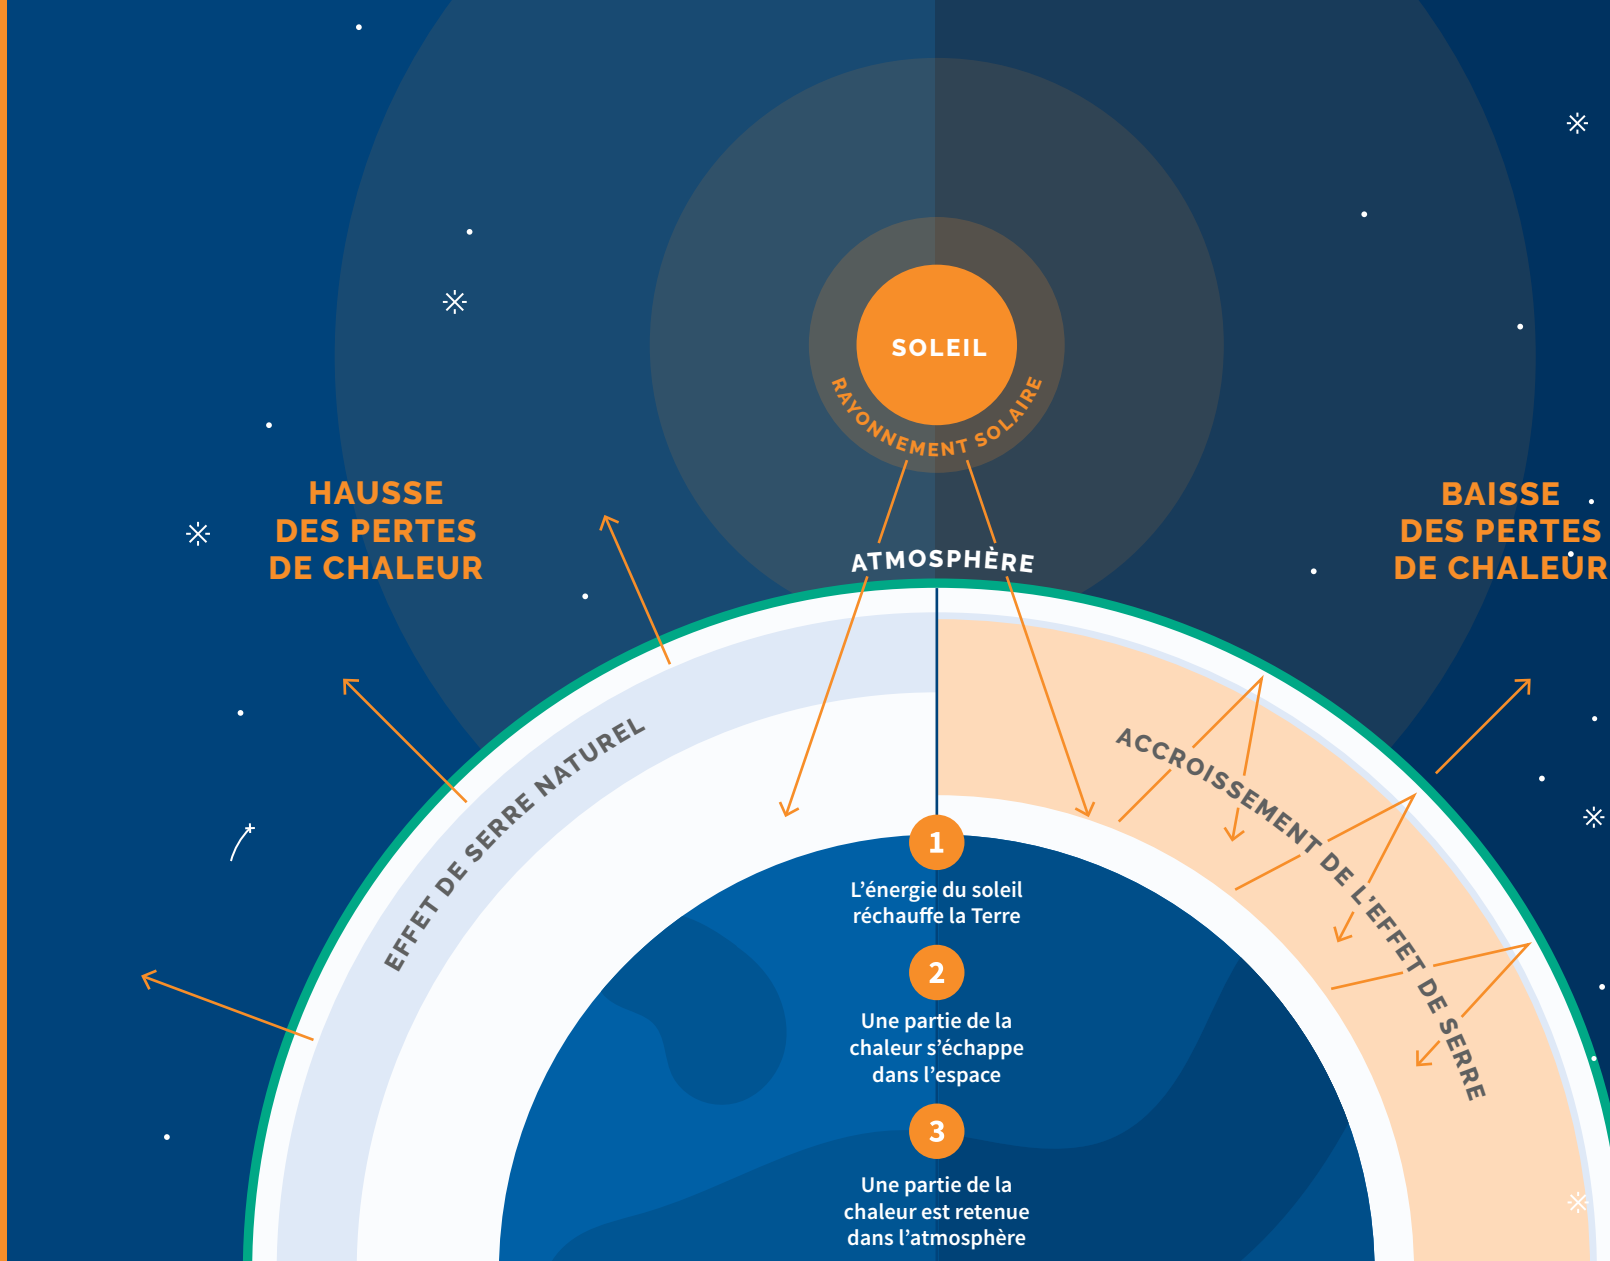 SOLEIL
RAYONNEMENT SOLAIRE
HAUSSE
DES PERTES
DE CHALEUR
BAISSE
DES PERTES
DE CHALEUR
ATMOSPHÈRE
EFFET DE SERRE NATUREL
ACCROISSEMENT DE L'EFFET DE SERRE
1
L'énergie du soleil
réchauffe la Terre
2
Une partie de la
chaleur s'échappe
dans l'espace
3
Une partie de la
chaleur est retenue
dans l'atmosphère